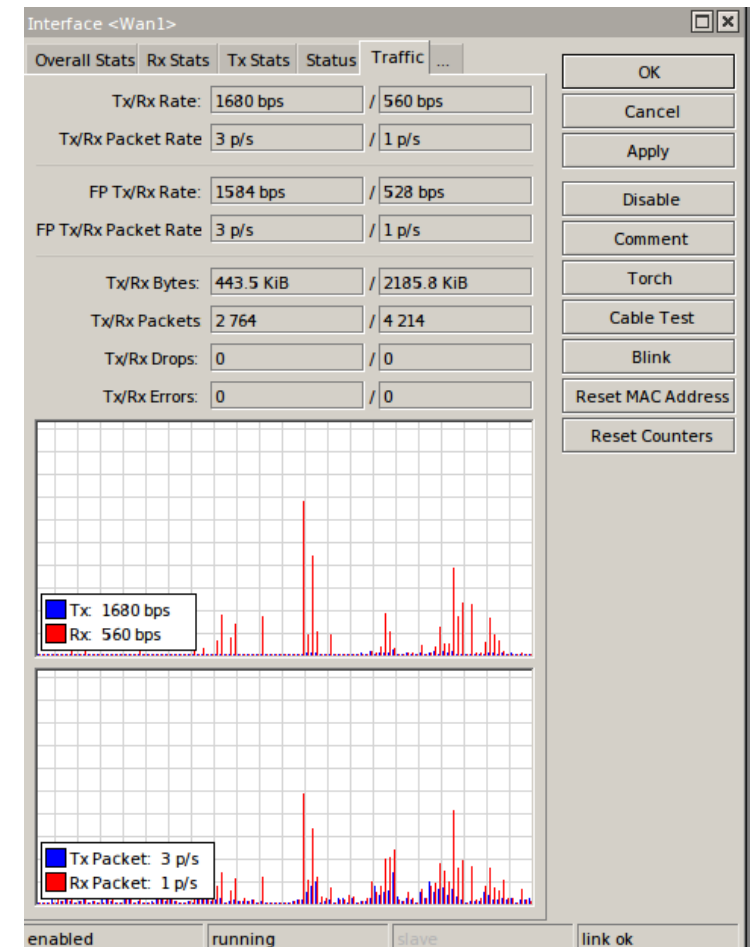 Interface <Wan1>
Overall Stats Rx Stats Tx Stats Status Traffic ...
OK
Cancel
Apply
Disable
Comment
Torch
Cable Test
Blink
Reset MAC Address
Reset Counters
Tx/Rx Rate: 1680 bps / 560 bps
Tx/Rx Packet Rate 3 p/s / 1 p/s
FP Tx/Rx Rate: 1584 bps / 528 bps
FP Tx/Rx Packet Rate 3 p/s / 1 p/s
Tx/Rx Bytes: 443.5 KiB / 2185.8 KiB
Tx/Rx Packets 2 764 / 4 214
Tx/Rx Drops: 0 / 0
Tx/Rx Errors: 0 / 0
Tx: 1680 bps
Rx: 560 bps
Tx Packet: 3 p/s
Rx Packet: 1 p/s
enabled running slave link ok